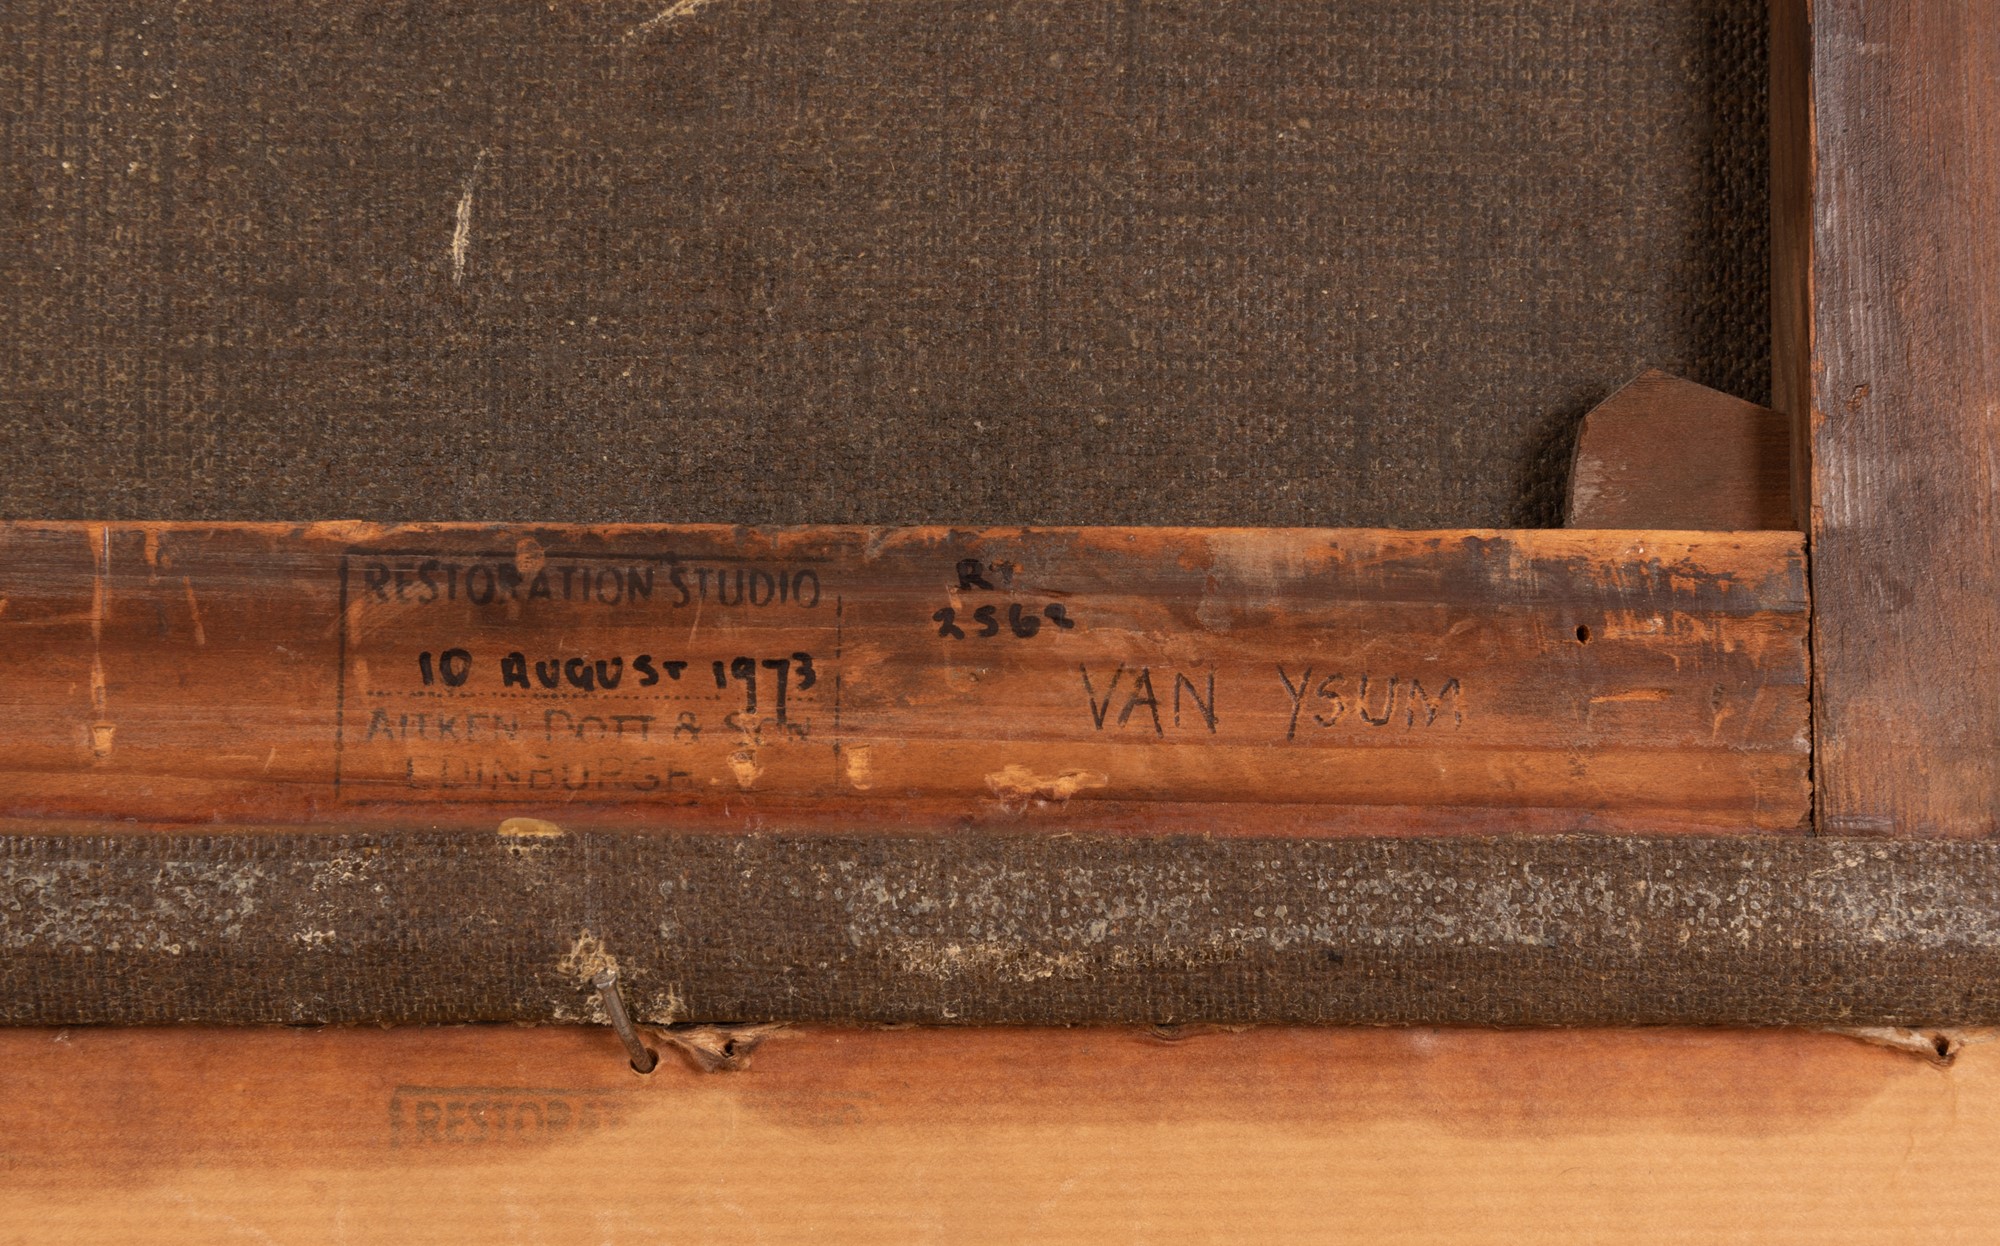 RESTORATION STUDIO
10 AUGUST 1973
AITKEN DOTT & SON
EDINBURGH
2562
VAN YSUM